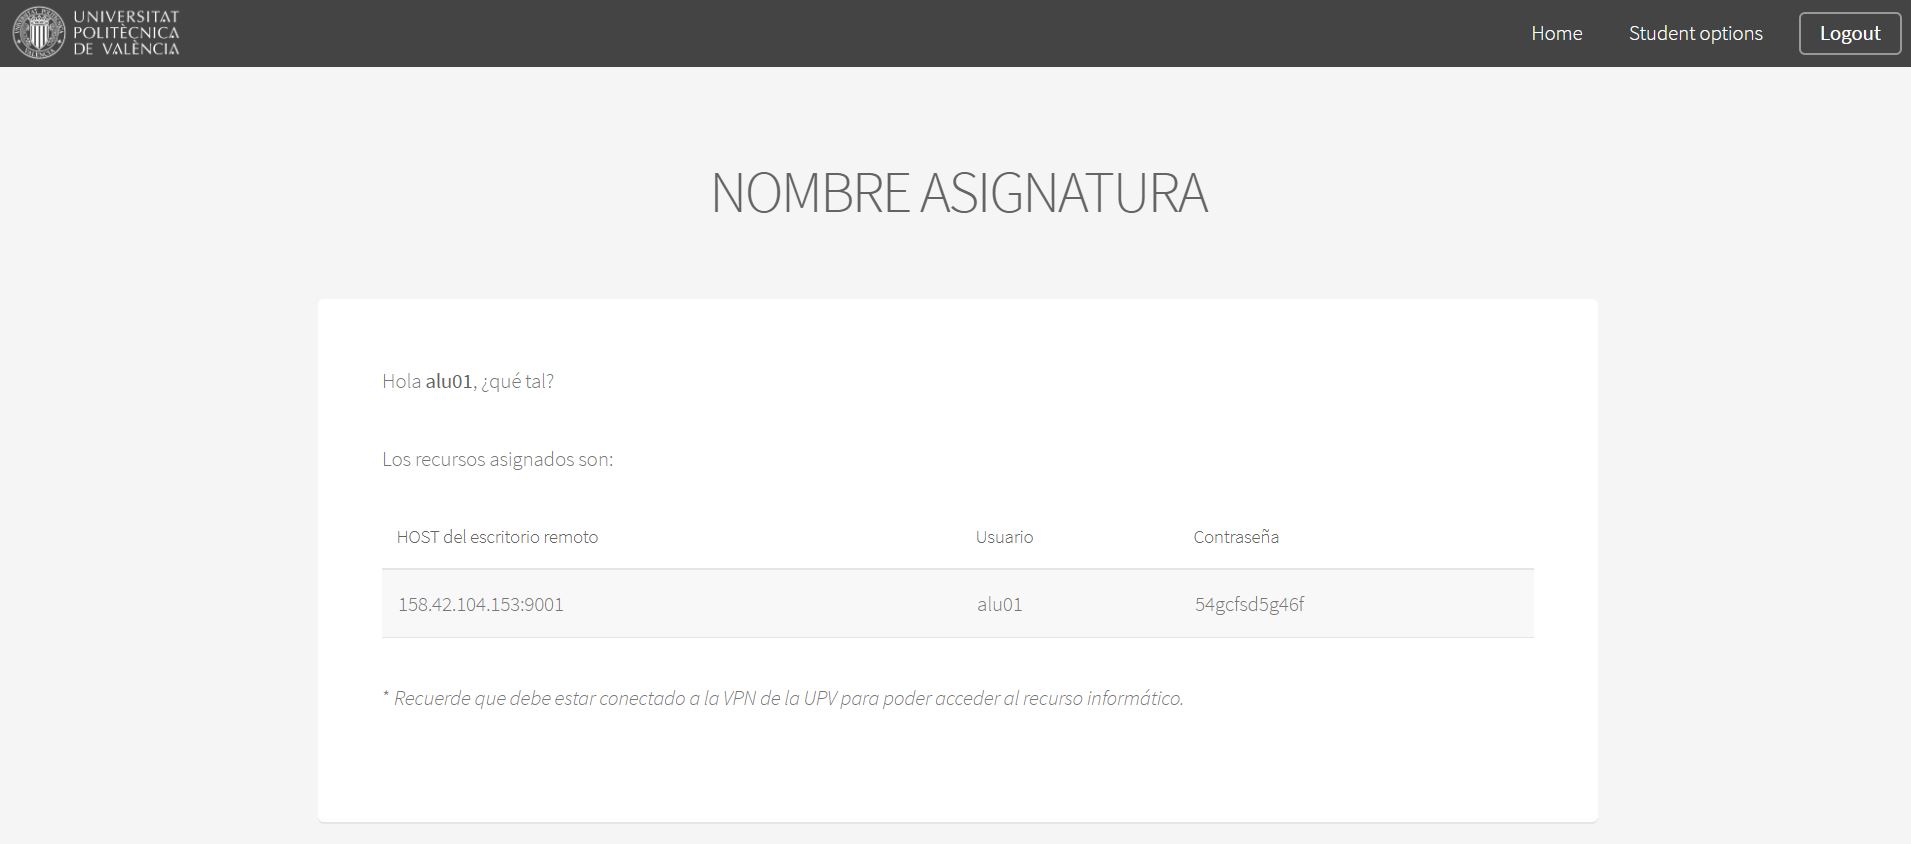 UNIVERSITAT
POLITÈCNICA
DE VALÈNCIA
Home Student options Logout
NOMBRE ASIGNATURA
Hola alu01, ¿qué tal?
Los recursos asignados son:
HOST del escritorio remoto Usuario Contraseña
158.42.104.153:9001 alu01 54gcfsd5g46f
* Recuerde que debe estar conectado a la VPN de la UPV para poder acceder al recurso informático.